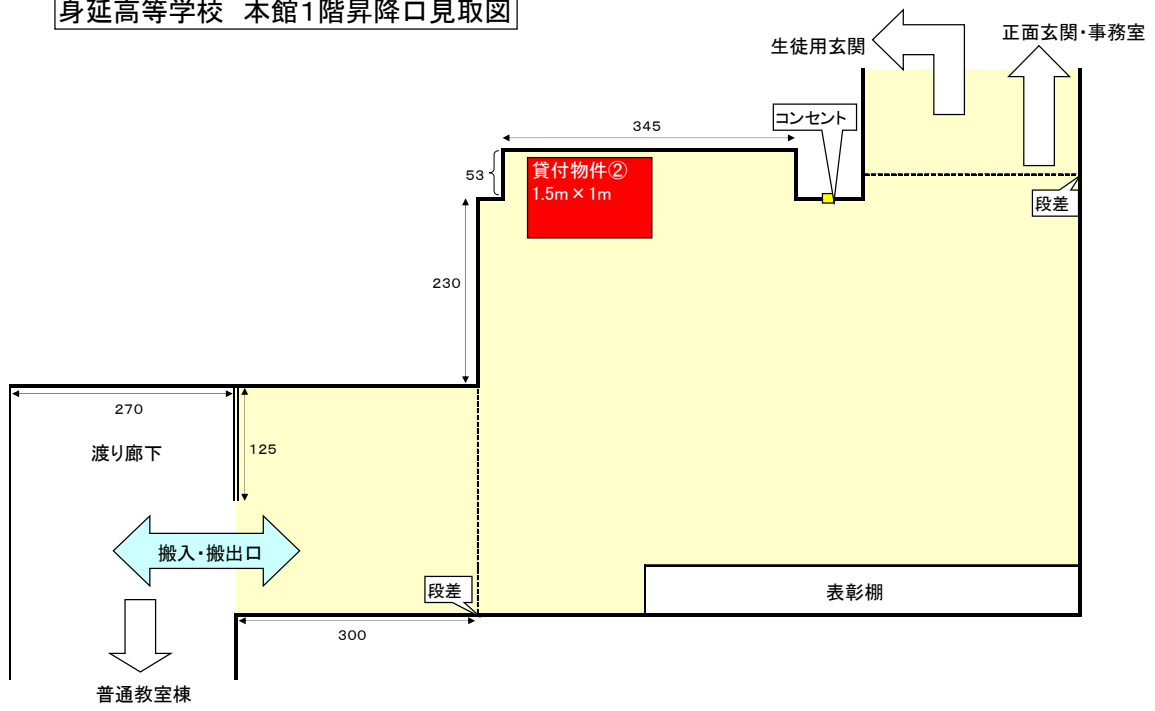 身延高等学校 本館1階昇降口見取図
生徒用玄関
正面玄関・事務室
コンセント
345
53
貸付物件②
1.5m×1m
段差
230
270
渡り廊下
125
搬入・搬出口
段差
表彰棚
300
普通教室棟